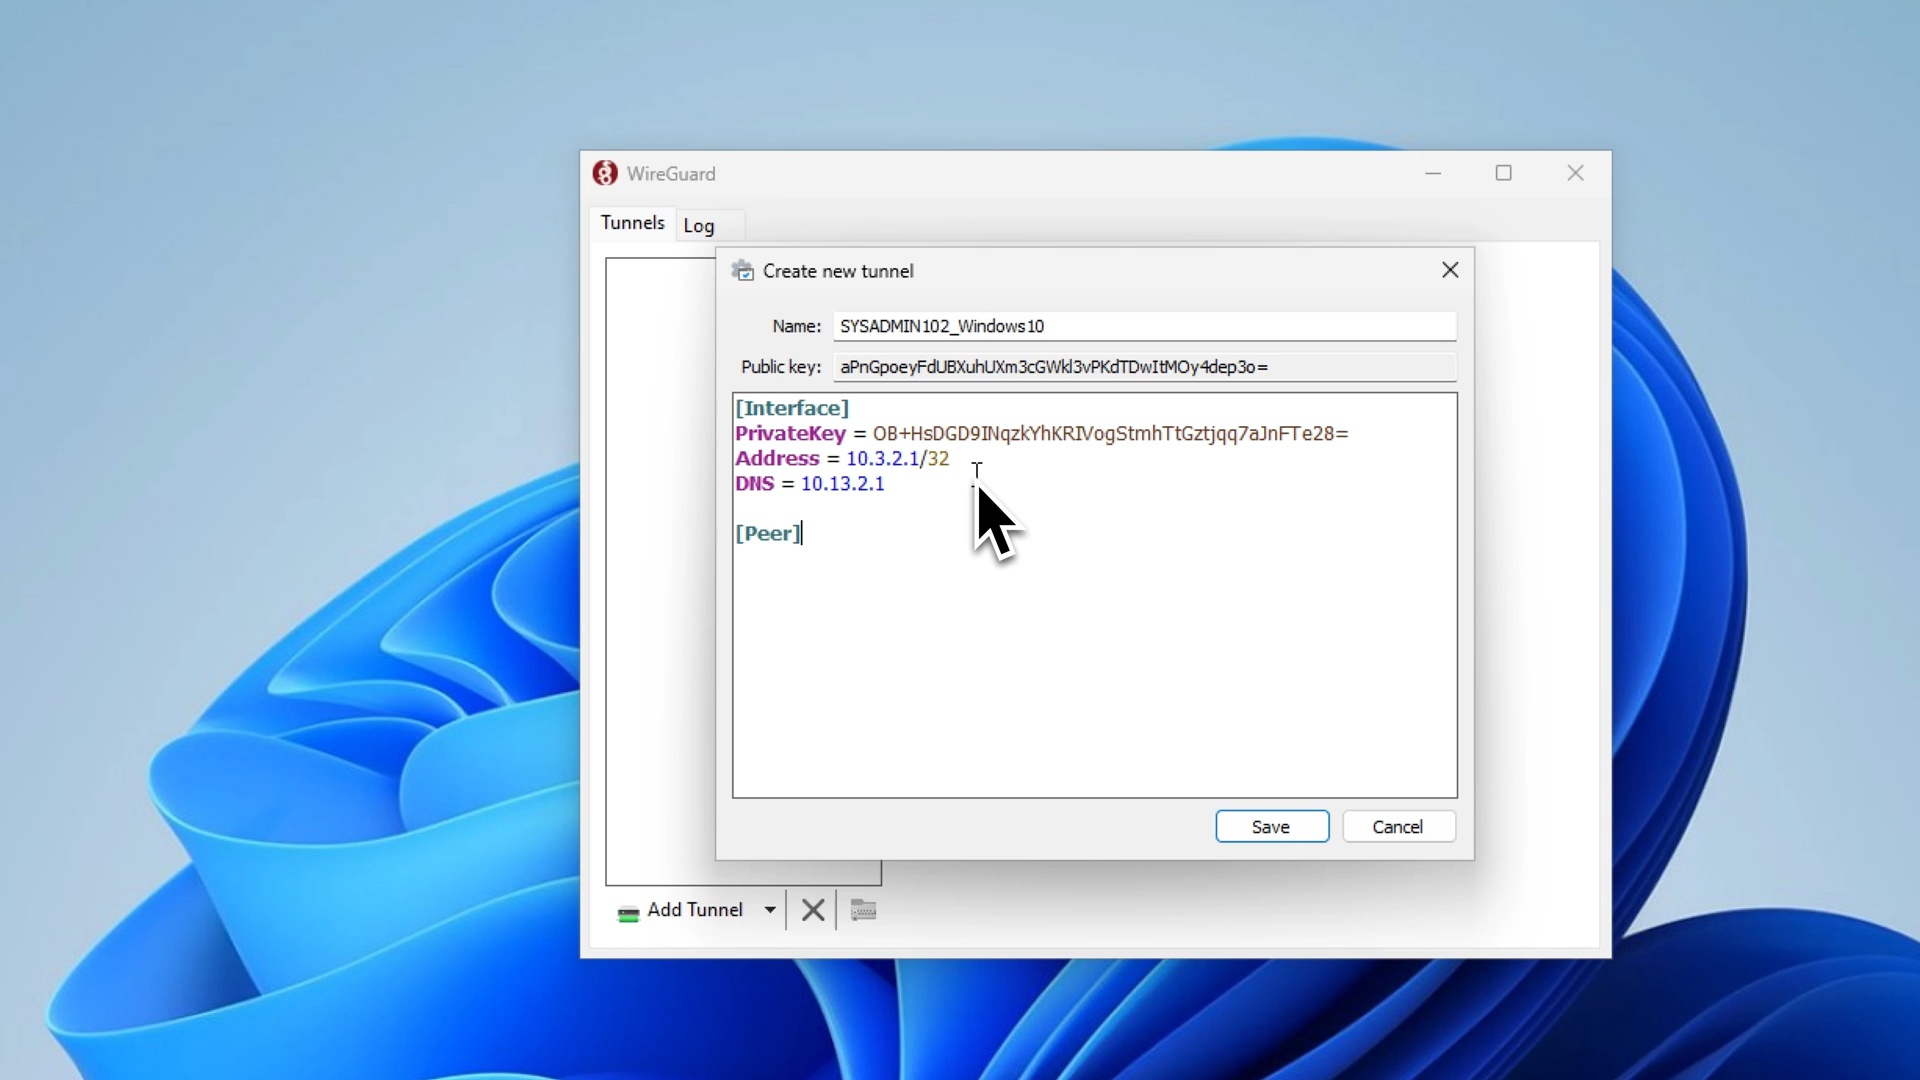 WireGuard
Tunnels
Log
Create new tunnel
Name: SYSADMIN102_Windows10
Public key: aPnGpoeyFdUBXuhUXm3cGWkl3vPKdTDwItMOy4dep3o=
[Interface]
PrivateKey = OB+HsDGD9INqzkYhKRIVogStmhTtGztjqq7aJnFTe28=
Address = 10.3.2.1/32
DNS = 10.13.2.1
[Peer]
Save
Cancel
Add Tunnel